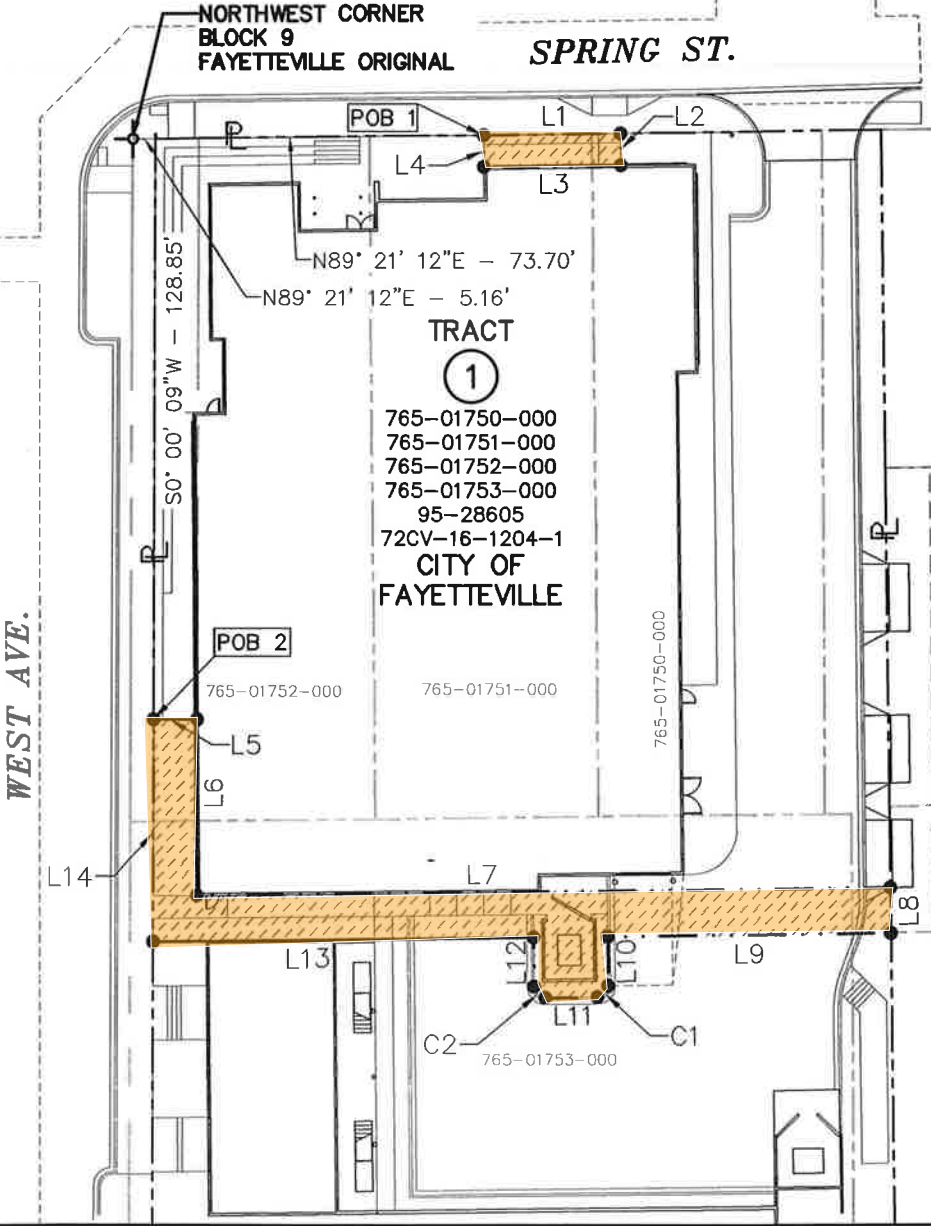 NORTHWEST CORNER
BLOCK 9
FAYETTEVILLE ORIGINAL
SPRING ST.
POB 1
L1
L2
PL
L4
L3
N89° 21' 12"E – 73.70'
N89° 21' 12"E – 5.16'
S0° 00' 09"W – 128.85'
TRACT
1
765-01750-000
765-01751-000
765-01752-000
765-01753-000
95-28605
72CV-16-1204-1
CITY OF
FAYETTEVILLE
PL
PL
WEST AVE.
POB 2
765-01752-000
765-01751-000
765-01750-000
L5
L6
L14
L7
L8
L13
L12
L10
L9
L11
C2
C1
765-01753-000